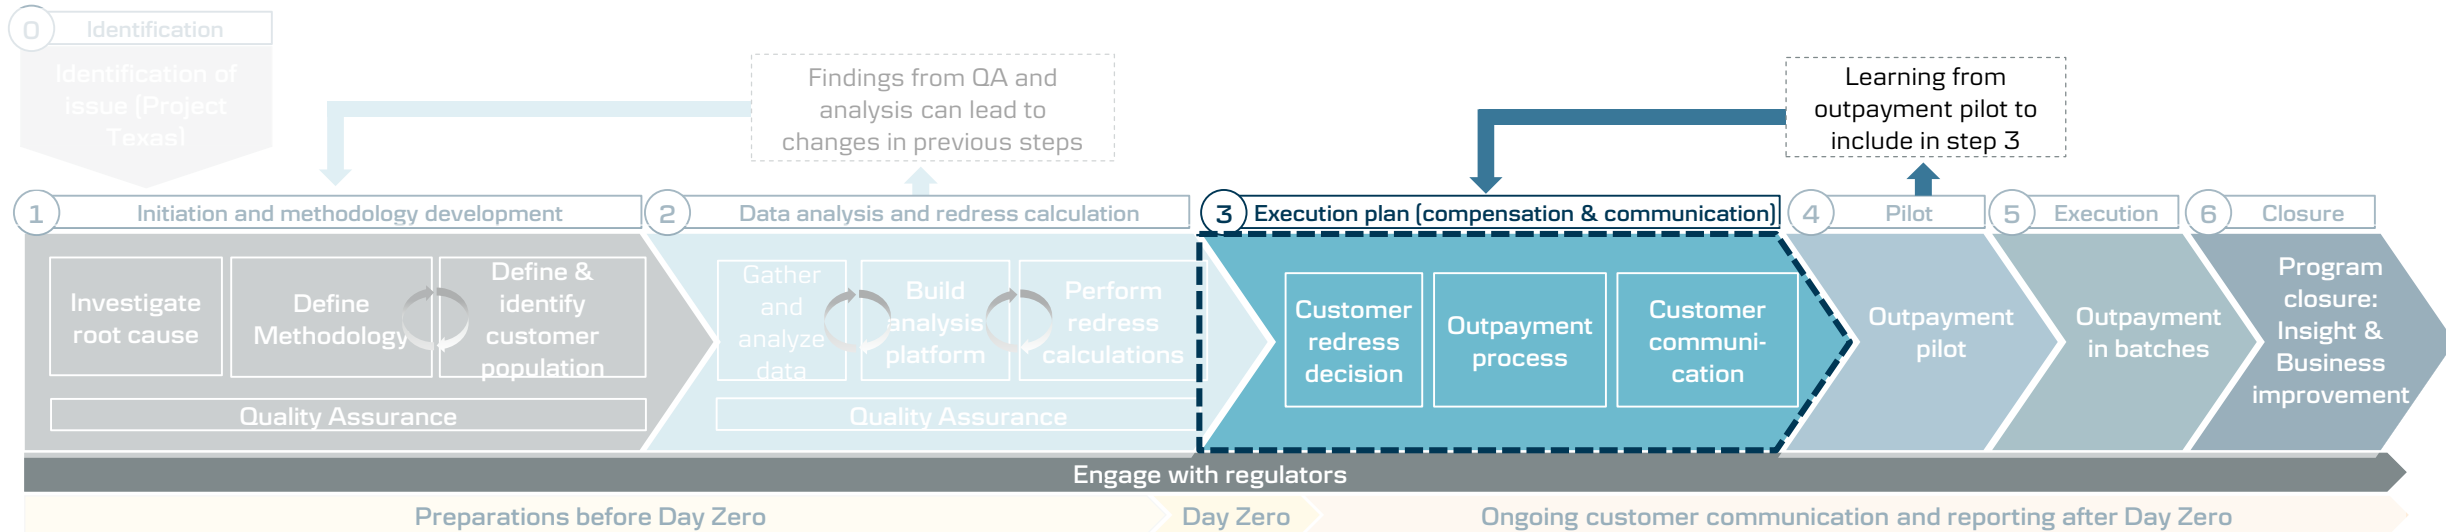 0
Identification
Identification of
issue (Project
Texas)
Findings from QA and
analysis can lead to
changes in previous steps
Learning from
outpayment pilot to
include in step 3
1
Initiation and methodology development
2
Data analysis and redress calculation
3
Execution plan (compensation & communication)
4
Pilot
5
Execution
6
Closure
Investigate
root cause
Define
Methodology
Define &
identify
customer
population
Quality Assurance
Gather
and
analyze
data
Build
analysis
platform
Perform
redress
calculations
Quality Assurance
Customer
redress
decision
Outpayment
process
Customer
communi-
cation
Outpayment
pilot
Outpayment
in batches
Program
closure:
Insight &
Business
improvement
Engage with regulators
Preparations before Day Zero
Day Zero
Ongoing customer communication and reporting after Day Zero